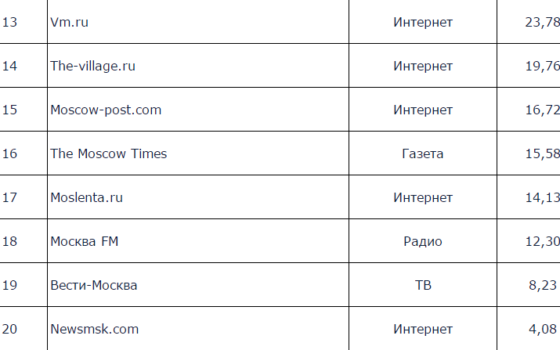 13 Vm.ru Интернет 23,78
14 The-village.ru Интернет 19,76
15 Moscow-post.com Интернет 16,72
16 The Moscow Times Газета 15,58
17 Moslenta.ru Интернет 14,13
18 Москва FM Радио 12,30
19 Вести-Москва ТВ 8,23
20 Newsmsk.com Интернет 4,08